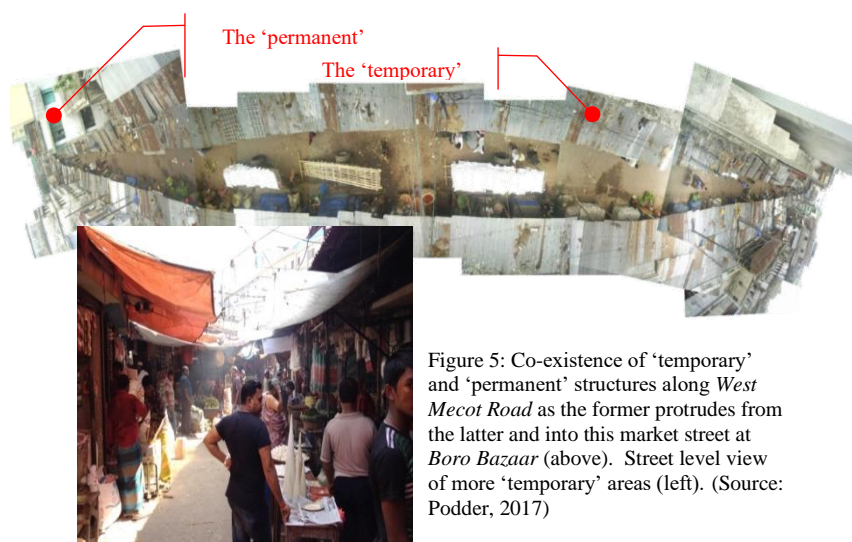 The ‘permanent’
The ‘temporary’
Figure 5: Co-existence of ‘temporary’
and ‘permanent’ structures along West
Mecot Road as the former protrudes from
the latter and into this market street at
Boro Bazaar (above). Street level view
of more ‘temporary’ areas (left). (Source:
Podder, 2017)